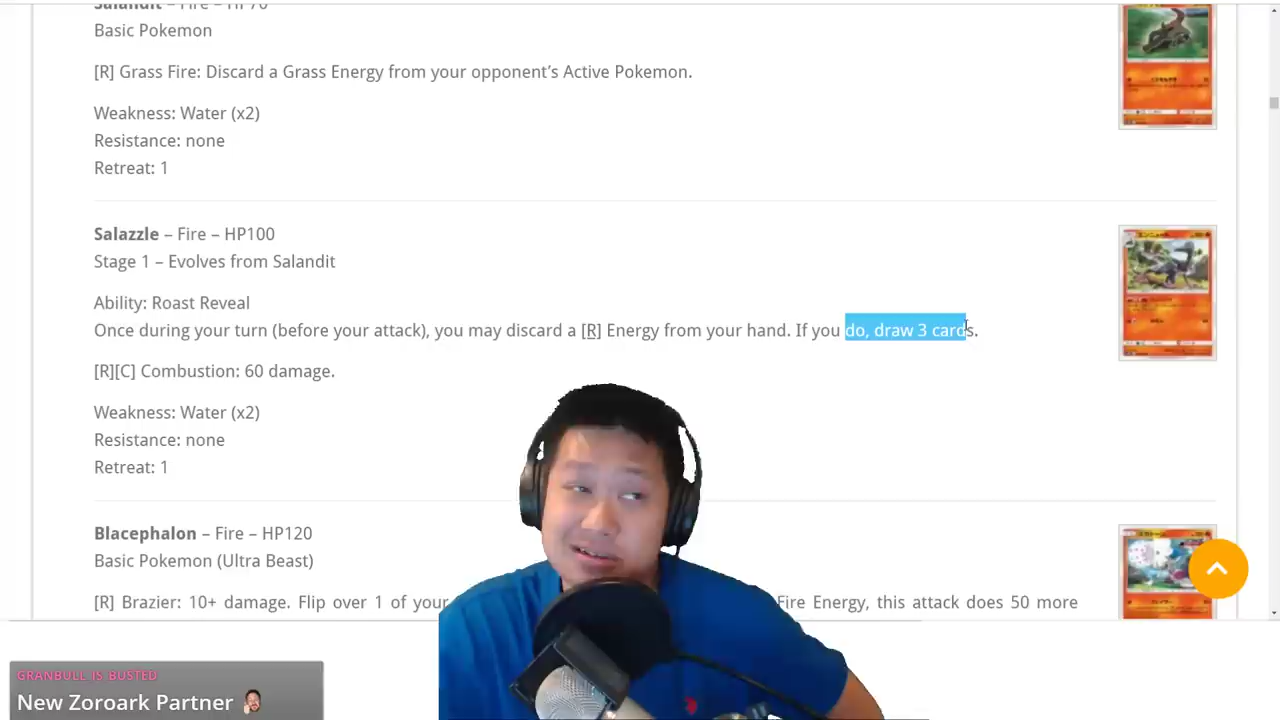 Salandit – Fire – HP70
Basic Pokemon
[R] Grass Fire: Discard a Grass Energy from your opponent’s Active Pokemon.
Weakness: Water (x2)
Resistance: none
Retreat: 1
Salazzle – Fire – HP100
Stage 1 – Evolves from Salandit
Ability: Roast Reveal
Once during your turn (before your attack), you may discard a [R] Energy from your hand. If you do, draw 3 cards.
[R][C] Combustion: 60 damage.
Weakness: Water (x2)
Resistance: none
Retreat: 1
Blacephalon – Fire – HP120
Basic Pokemon (Ultra Beast)
[R] Brazier: 10+ damage. Flip over 1 of your Fire Energy, this attack does 50 more
GRANBULL IS BUSTED
New Zoroark Partner